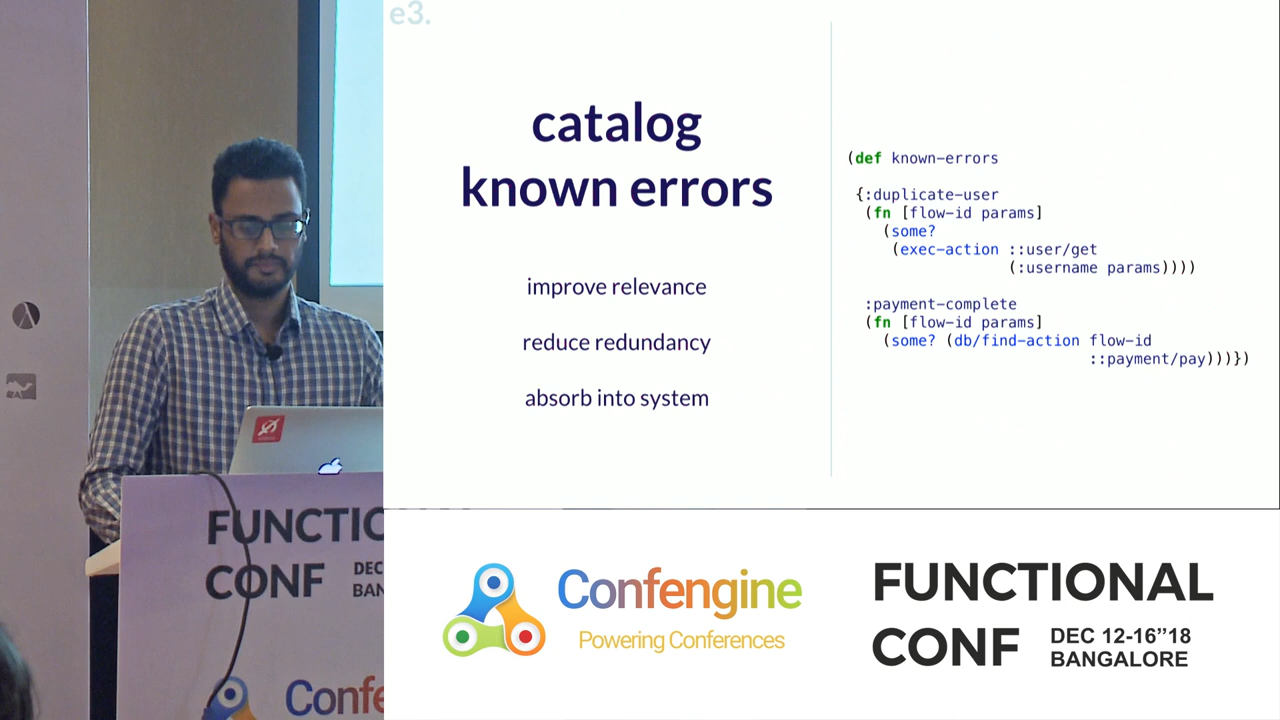 e3.
catalog
known errors
improve relevance
reduce redundancy
absorb into system
(def known-errors
{:duplicate-user
(fn [flow-id params]
(some?
(exec-action ::user/get
(:username params))))
:payment-complete
(fn [flow-id params]
(some? (db/find-action flow-id
::payment/pay)))})
FUNCTIO
CONF DEC
BAN
Confe
Confengine
Powering Conferences
FUNCTIONAL
CONF DEC 12-16”18
BANGALORE